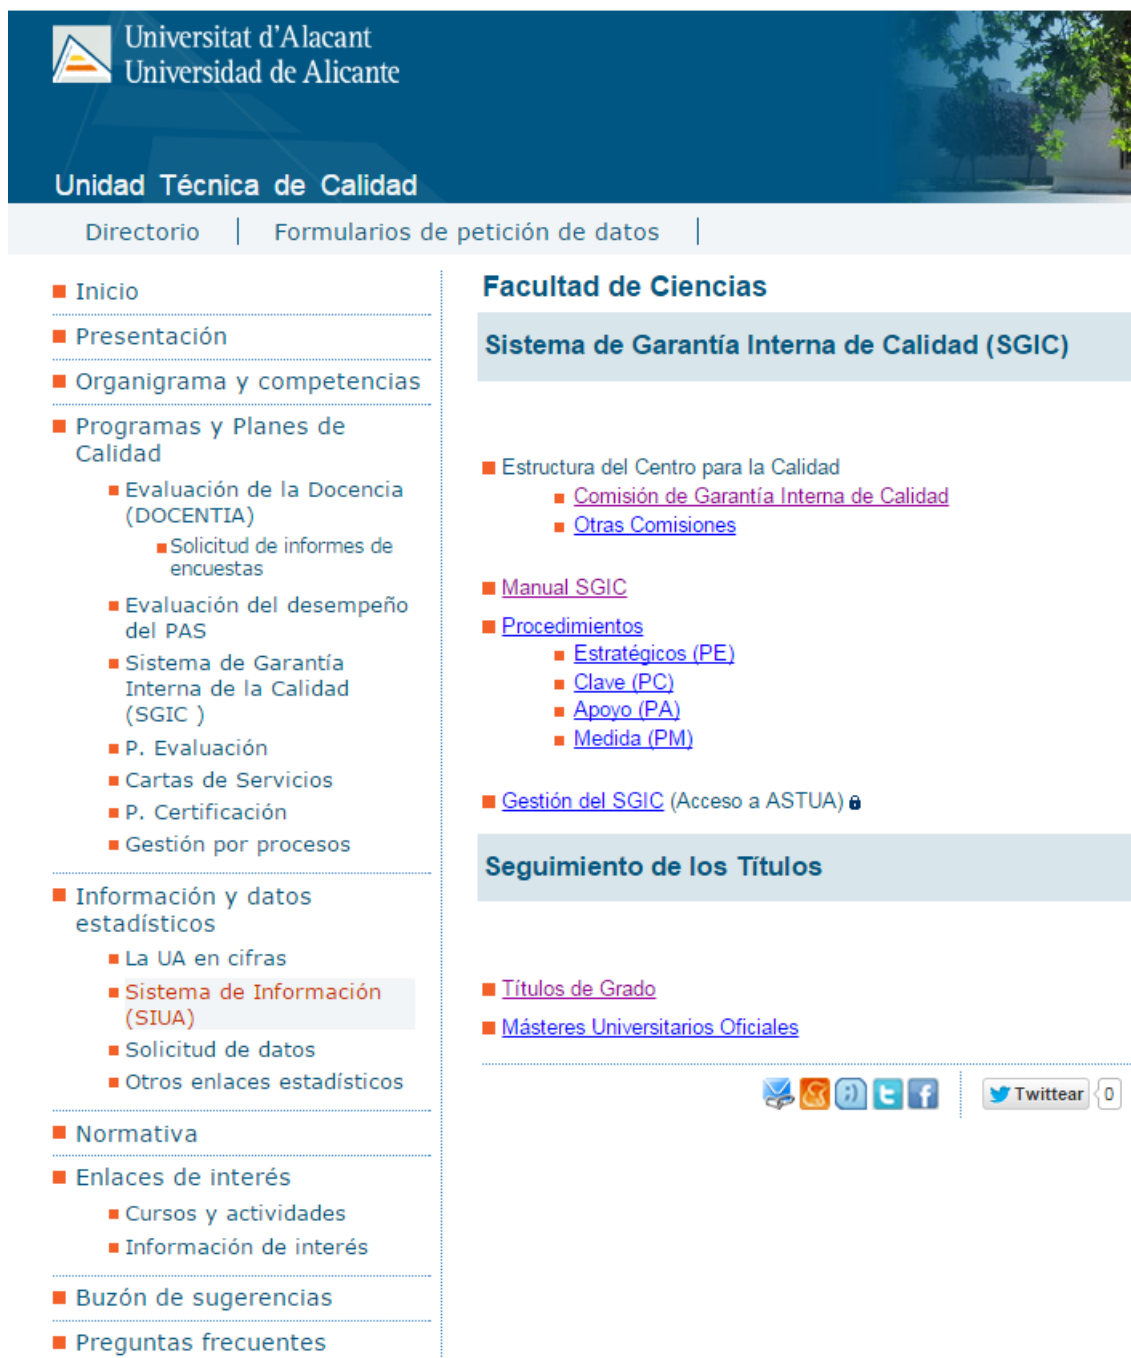 Universitat d'Alacant
Universidad de Alicante
Unidad Técnica de Calidad
Directorio
Formularios de petición de datos
Inicio
Presentación
Organigrama y competencias
Programas y Planes de
Calidad
Evaluación de la Docencia
(DOCENTIA)
Solicitud de informes de
encuestas
Evaluación del desempeño
del PAS
Sistema de Garantía
Interna de la Calidad
(SGIC )
P. Evaluación
Cartas de Servicios
P. Certificación
Gestión por procesos
Información y datos
estadísticos
La UA en cifras
Sistema de Información
(SIUA)
Solicitud de datos
Otros enlaces estadísticos
Normativa
Enlaces de interés
Cursos y actividades
Información de interés
Buzón de sugerencias
Preguntas frecuentes
Facultad de Ciencias
Sistema de Garantía Interna de Calidad (SGIC)
Estructura del Centro para la Calidad
Comisión de Garantía Interna de Calidad
Otras Comisiones
Manual SGIC
Procedimientos
Estratégicos (PE)
Clave (PC)
Apoyo (PA)
Medida (PM)
Gestión del SGIC (Acceso a ASTUA)
Seguimiento de los Títulos
Títulos de Grado
Másteres Universitarios Oficiales
Twittear 0